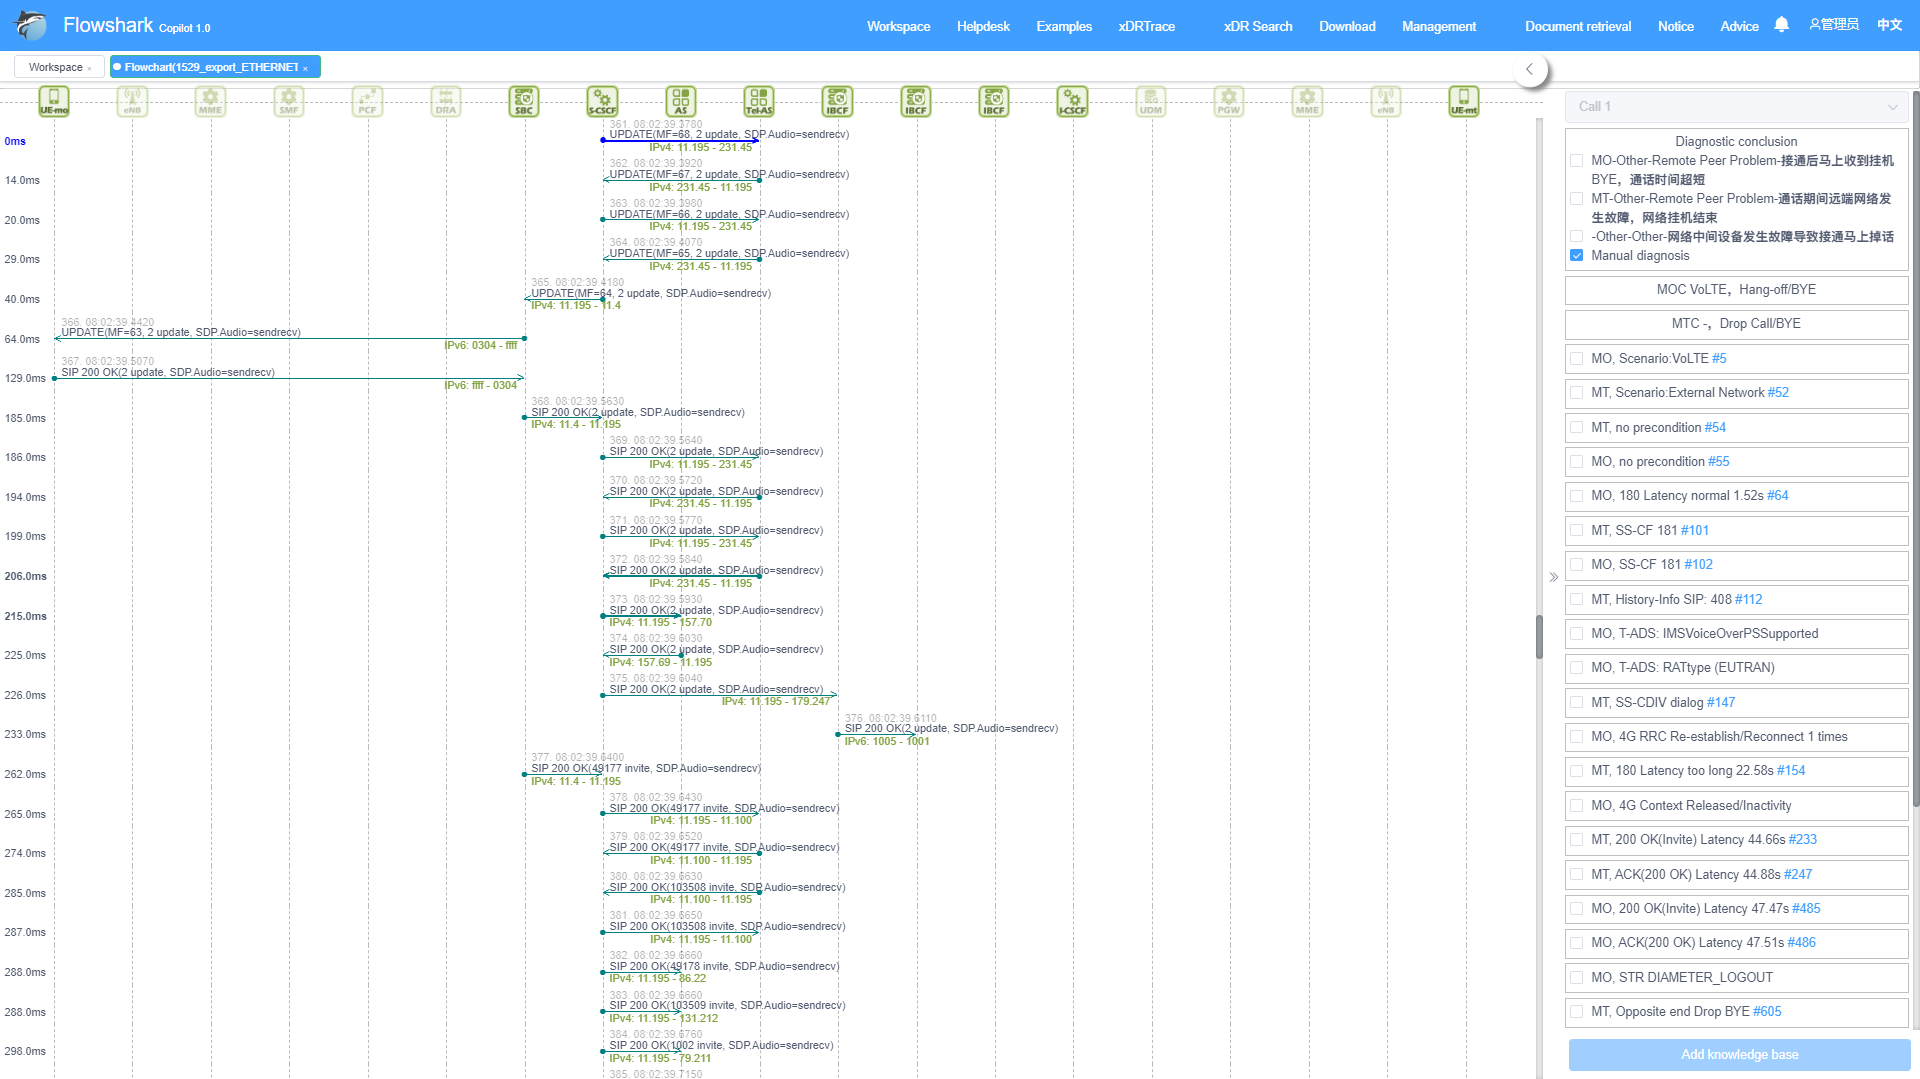 Flowshark Copilot 1.0
Workspace Helpdesk Examples xDRTrace xDR Search Download Management Document retrieval Notice Advice 管理员 中文
Workspace ×
Flowchart(1529_export_ETHERNET ×
UE-mo eNB MME SMF PCF DRA SBC S-CSCF AS Tel-AS IBCF IBCF IBCF I-CSCF UDM PGW MME eNB UE-mt
361. 08:02:39.3780
0ms UPDATE(MF=68, 2 update, SDP.Audio=sendrecv)
IPv4: 11.195 - 231.45
362. 08:02:39.3920
14.0ms UPDATE(MF=67, 2 update, SDP.Audio=sendrecv)
IPv4: 231.45 - 11.195
363. 08:02:39.3980
20.0ms UPDATE(MF=66, 2 update, SDP.Audio=sendrecv)
IPv4: 11.195 - 231.45
364. 08:02:39.4070
29.0ms UPDATE(MF=65, 2 update, SDP.Audio=sendrecv)
IPv4: 231.45 - 11.195
365. 08:02:39.4180
40.0ms UPDATE(MF=64, 2 update, SDP.Audio=sendrecv)
IPv4: 11.195 - 11.4
366. 08:02:39.4420
64.0ms UPDATE(MF=63, 2 update, SDP.Audio=sendrecv)
IPv6: 0304 - ffff
367. 08:02:39.5070
129.0ms SIP 200 OK(2 update, SDP.Audio=sendrecv)
IPv6: ffff - 0304
368. 08:02:39.5630
185.0ms SIP 200 OK(2 update, SDP.Audio=sendrecv)
IPv4: 11.4 - 11.195
369. 08:02:39.5640
186.0ms SIP 200 OK(2 update, SDP.Audio=sendrecv)
IPv4: 11.195 - 231.45
370. 08:02:39.5720
194.0ms SIP 200 OK(2 update, SDP.Audio=sendrecv)
IPv4: 231.45 - 11.195
371. 08:02:39.5770
199.0ms SIP 200 OK(2 update, SDP.Audio=sendrecv)
IPv4: 11.195 - 231.45
372. 08:02:39.5840
206.0ms SIP 200 OK(2 update, SDP.Audio=sendrecv)
IPv4: 231.45 - 11.195
373. 08:02:39.5930
215.0ms SIP 200 OK(2 update, SDP.Audio=sendrecv)
IPv4: 11.195 - 157.70
374. 08:02:39.6030
225.0ms SIP 200 OK(2 update, SDP.Audio=sendrecv)
IPv4: 157.69 - 11.195
375. 08:02:39.6040
226.0ms SIP 200 OK(2 update, SDP.Audio=sendrecv)
IPv4: 11.195 - 179.247
376. 08:02:39.6110
233.0ms SIP 200 OK(2 update, SDP.Audio=sendrecv)
IPv6: 1005 - 1001
377. 08:02:39.6400
262.0ms SIP 200 OK(49177 invite, SDP.Audio=sendrecv)
IPv4: 11.4 - 11.195
378. 08:02:39.6430
265.0ms SIP 200 OK(49177 invite, SDP.Audio=sendrecv)
IPv4: 11.195 - 11.100
379. 08:02:39.6520
274.0ms SIP 200 OK(49177 invite, SDP.Audio=sendrecv)
IPv4: 11.100 - 11.195
380. 08:02:39.6630
285.0ms SIP 200 OK(103508 invite, SDP.Audio=sendrecv)
IPv4: 11.100 - 11.195
381. 08:02:39.6650
287.0ms SIP 200 OK(103508 invite, SDP.Audio=sendrecv)
IPv4: 11.195 - 11.100
382. 08:02:39.6660
288.0ms SIP 200 OK(49178 invite, SDP.Audio=sendrecv)
IPv4: 11.195 - 86.22
383. 08:02:39.6660
288.0ms SIP 200 OK(103509 invite, SDP.Audio=sendrecv)
IPv4: 11.195 - 131.212
384. 08:02:39.6760
298.0ms SIP 200 OK(1002 invite, SDP.Audio=sendrecv)
IPv4: 11.195 - 79.211
385. 08:02:39.7150
Call 1
Diagnostic conclusion
MO-Other-Remote Peer Problem-接通后马上收到挂机
BYE，通话时间超短
MT-Other-Remote Peer Problem-通话期间远端网络发
生故障，网络挂机结束
-Other-Other-网络中间设备发生故障导致接通马上掉话
Manual diagnosis
MOC VoLTE，Hang-off/BYE
MTC -，Drop Call/BYE
MO, Scenario:VoLTE #5
MT, Scenario:External Network #52
MT, no precondition #54
MO, no precondition #55
MO, 180 Latency normal 1.52s #64
MT, SS-CF 181 #101
MO, SS-CF 181 #102
MT, History-Info SIP: 408 #112
MO, T-ADS: IMSVoiceOverPSSupported
MO, T-ADS: RATtype (EUTRAN)
MT, SS-CDIV dialog #147
MO, 4G RRC Re-establish/Reconnect 1 times
MT, 180 Latency too long 22.58s #154
MO, 4G Context Released/Inactivity
MT, 200 OK(Invite) Latency 44.66s #233
MT, ACK(200 OK) Latency 44.88s #247
MO, 200 OK(Invite) Latency 47.47s #485
MO, ACK(200 OK) Latency 47.51s #486
MO, STR DIAMETER_LOGOUT
MT, Opposite end Drop BYE #605
Add knowledge base